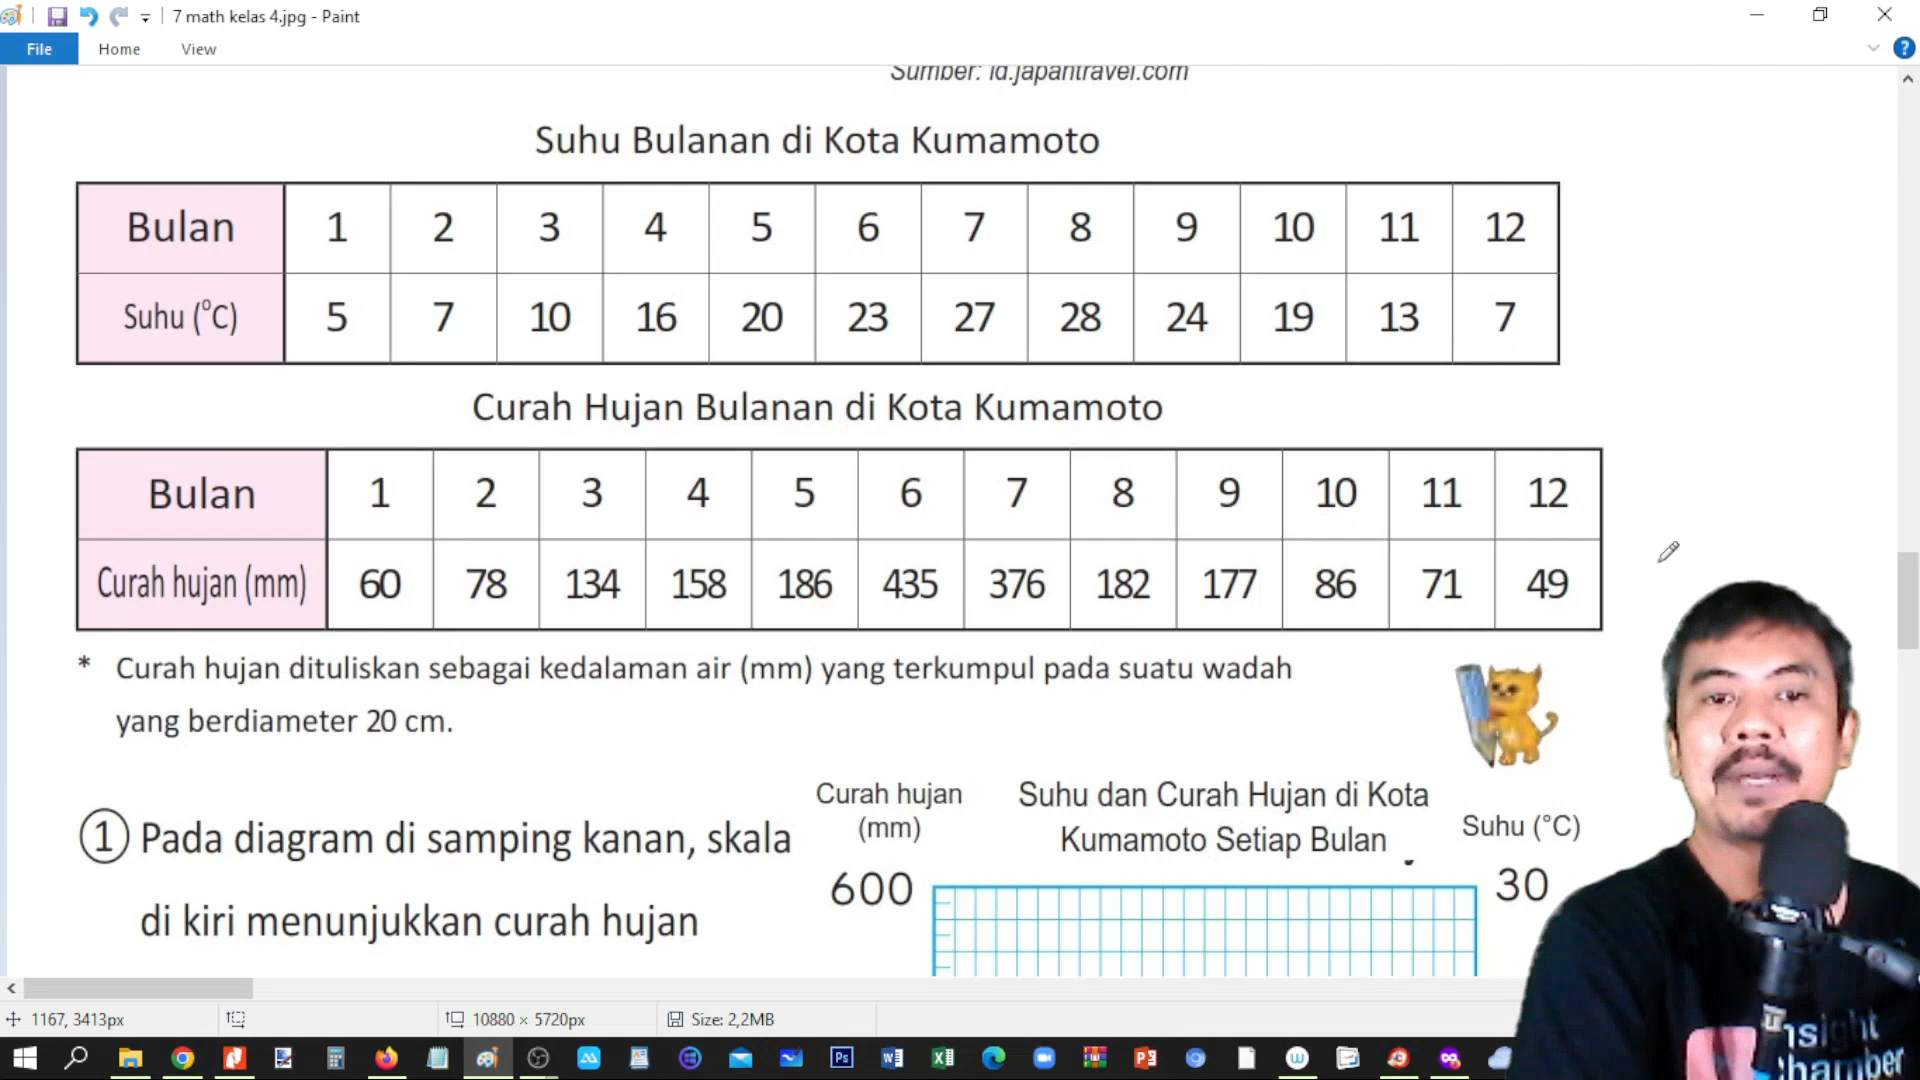 7 math kelas 4.jpg - Paint
File Home View
Sumber: id.japantravel.com
Suhu Bulanan di Kota Kumamoto
Bulan 1 2 3 4 5 6 7 8 9 10 11 12
Suhu (°C) 5 7 10 16 20 23 27 28 24 19 13 7
Curah Hujan Bulanan di Kota Kumamoto
Bulan 1 2 3 4 5 6 7 8 9 10 11 12
Curah hujan (mm) 60 78 134 158 186 435 376 182 177 86 71 49
* Curah hujan dituliskan sebagai kedalaman air (mm) yang terkumpul pada suatu wadah
yang berdiameter 20 cm.
① Pada diagram di samping kanan, skala
di kiri menunjukkan curah hujan
Curah hujan
(mm)
600
Suhu dan Curah Hujan di Kota
Kumamoto Setiap Bulan
Suhu (°C)
30
1167, 3413px
10880 × 5720px
Size: 2,2MB